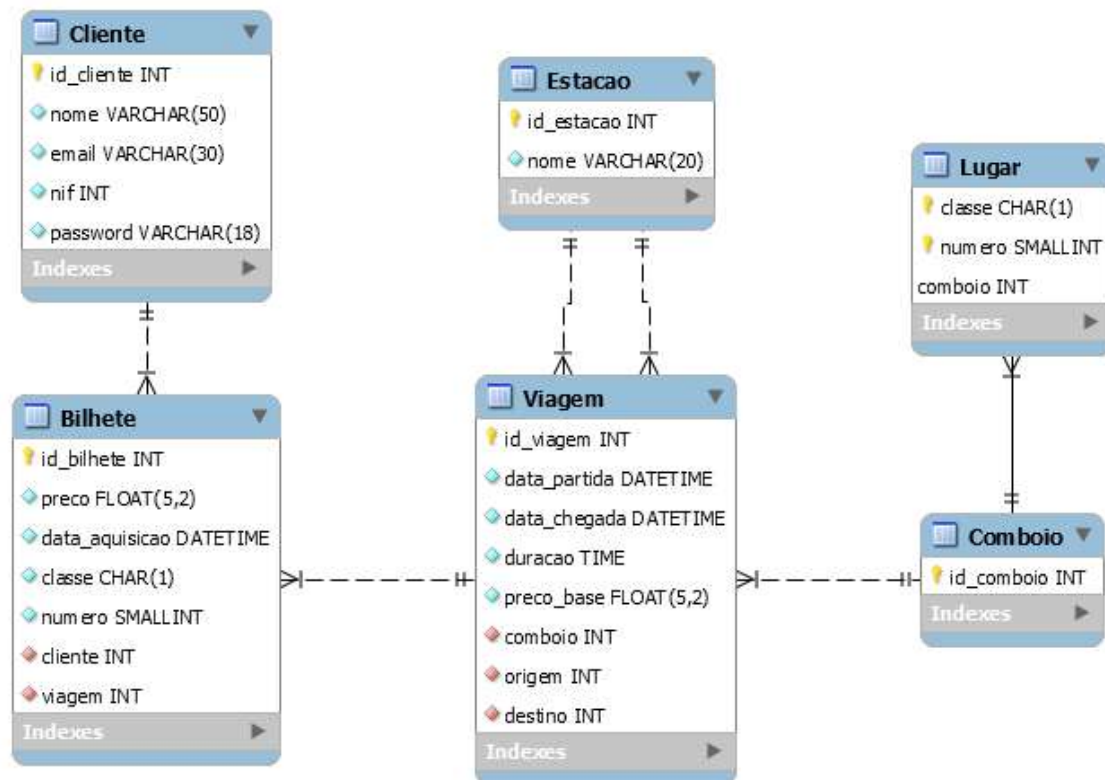 Cliente
id_cliente INT
nome VARCHAR(50)
email VARCHAR(30)
nif INT
password VARCHAR(18)
Indexes
Estacao
id_estacao INT
nome VARCHAR(20)
Indexes
Lugar
classe CHAR(1)
numero SMALLINT
comboio INT
Indexes
Bilhete
id_bilhete INT
preco FLOAT(5,2)
data_aquisicao DATETIME
classe CHAR(1)
numero SMALLINT
cliente INT
viagem INT
Indexes
Viagem
id_viagem INT
data_partida DATETIME
data_chegada DATETIME
duracao TIME
preco_base FLOAT(5,2)
comboio INT
origem INT
destino INT
Indexes
Comboio
id_comboio INT
Indexes